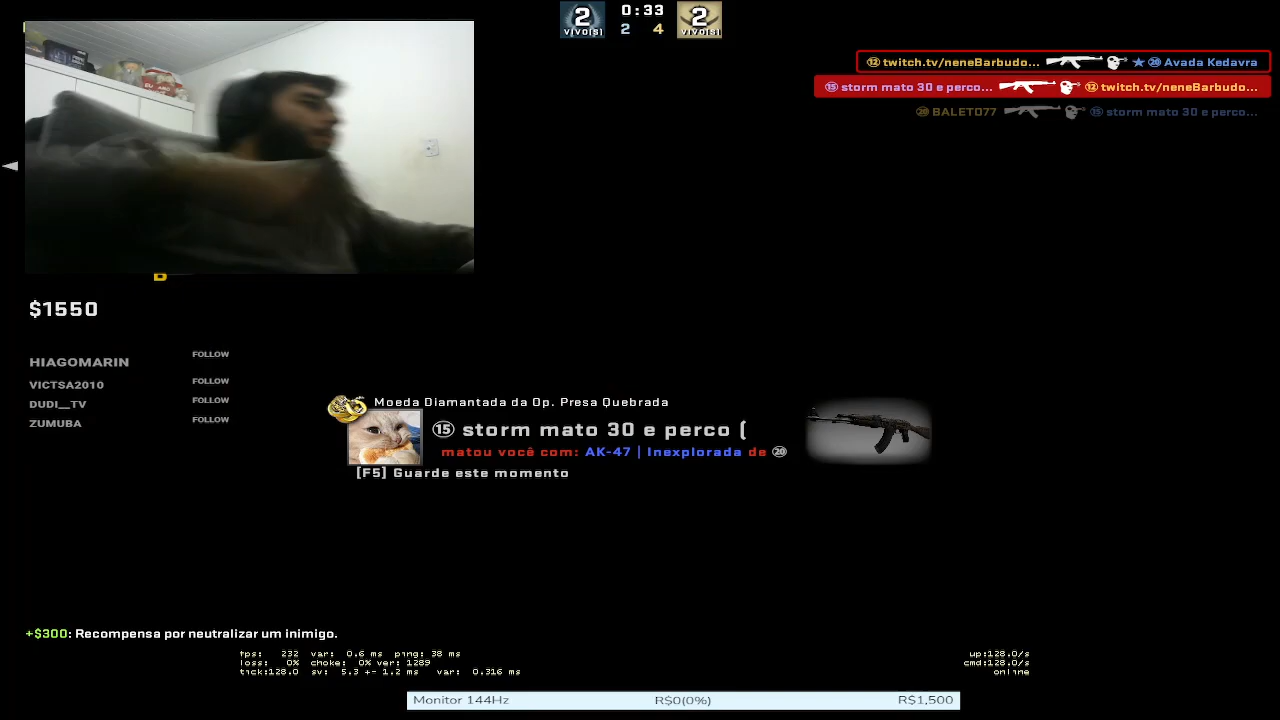 2 0:33 2
VIVO(S) 2 4 VIVO(S)
⑫ twitch.tv/neneBarbudo... ★ ⑳ Avada Kedavra
⑮ storm mato 30 e perco... ⑫ twitch.tv/neneBarbudo...
⑳ BALETO77 ⑮ storm mato 30 e perco...
B
$1550
HIAGOMARIN FOLLOW
VICTSA2010 FOLLOW
DUDI__TV FOLLOW
ZUMUBA FOLLOW
Moeda Diamantada da Op. Presa Quebrada
⑮ storm mato 30 e perco (
matou você com: AK-47 | Inexplorada de ⑳
[F5] Guarde este momento
+$300: Recompensa por neutralizar um inimigo.
fps: 232 var: 0.6 ms ping: 38 ms up:128.0/s
loss: 0% choke: 0% ver: 1289 cmd:128.0/s
tick:128.0 sv: 5.3 +- 1.2 ms var: 0.316 ms online
Monitor 144Hz R$0(0%) R$1,500